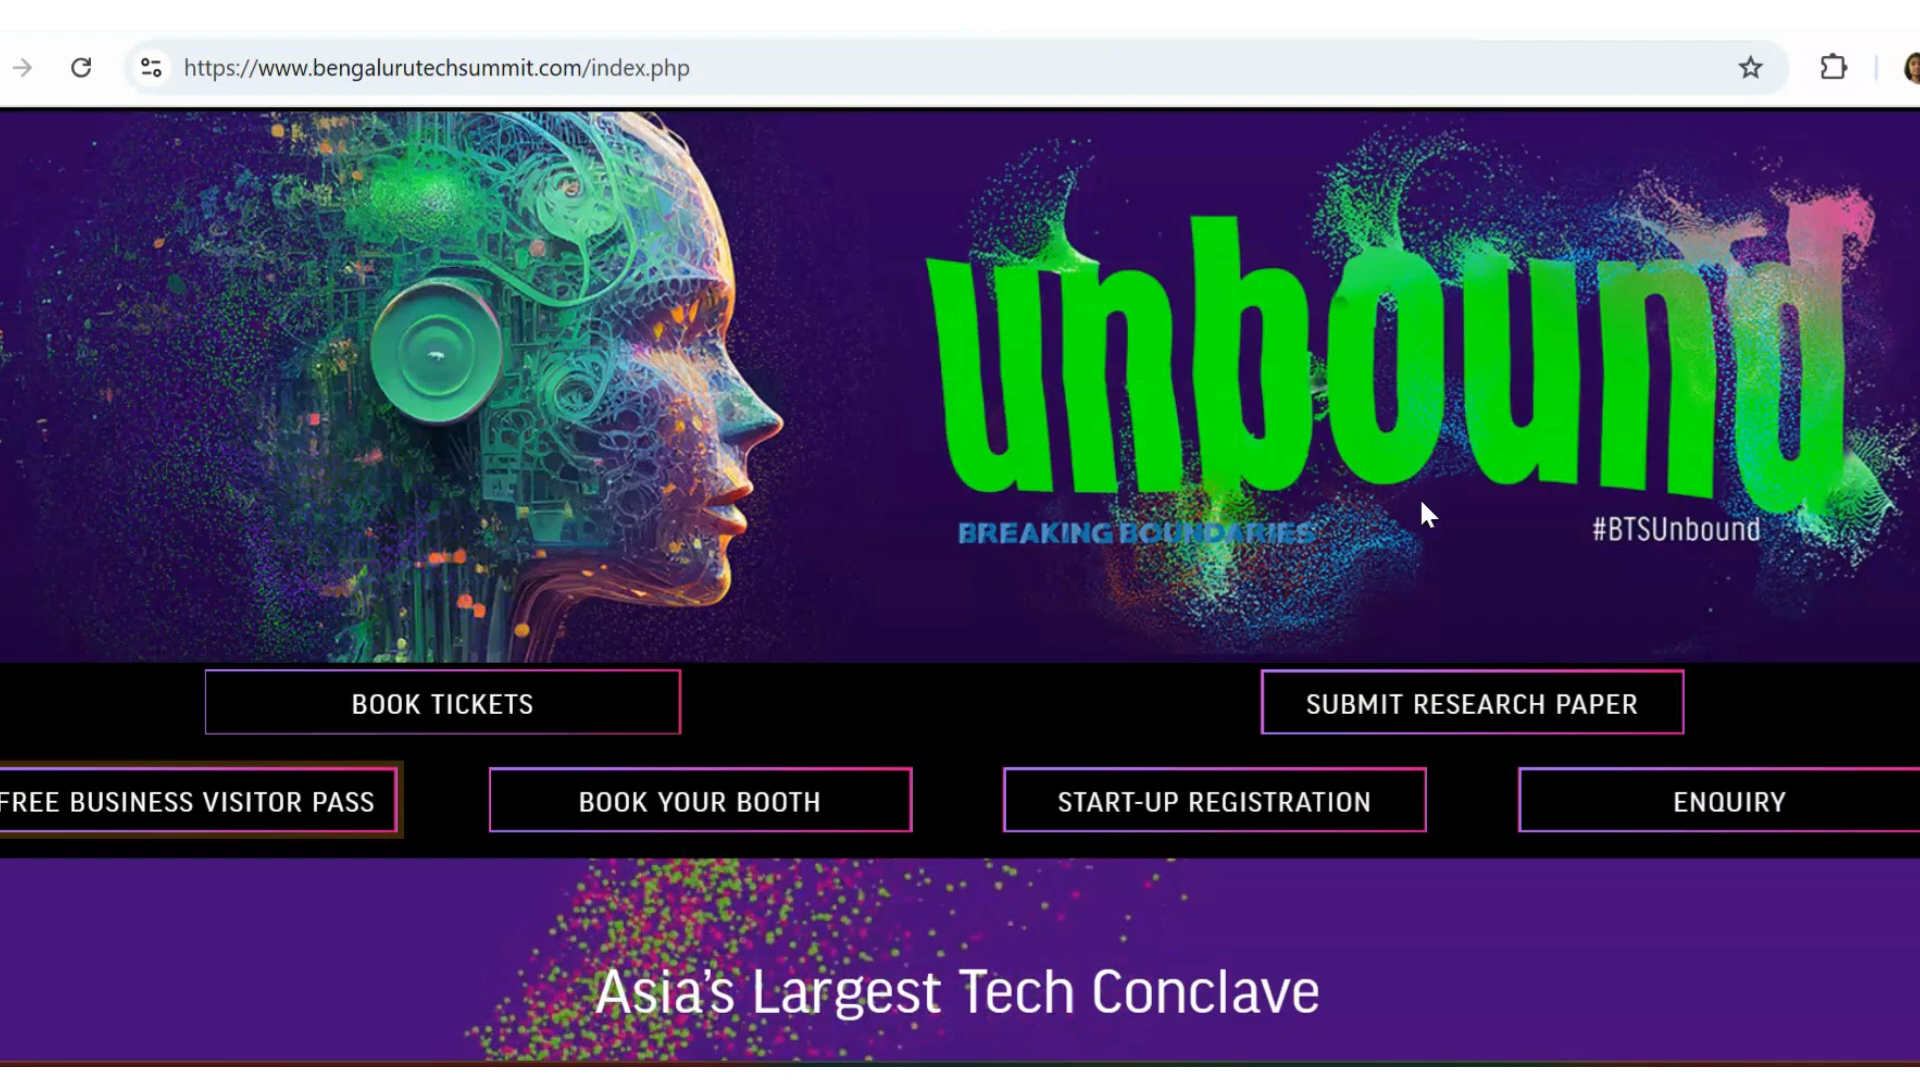 https://www.bengalurutechsummit.com/index.php
unbound
BREAKING BOUNDARIES
#BTSUnbound
BOOK TICKETS
SUBMIT RESEARCH PAPER
FREE BUSINESS VISITOR PASS
BOOK YOUR BOOTH
START-UP REGISTRATION
ENQUIRY
Asia's Largest Tech Conclave